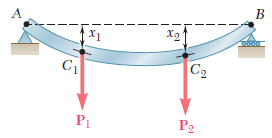 A B
x₁ x₂
C₁ C₂
P₁ P₂